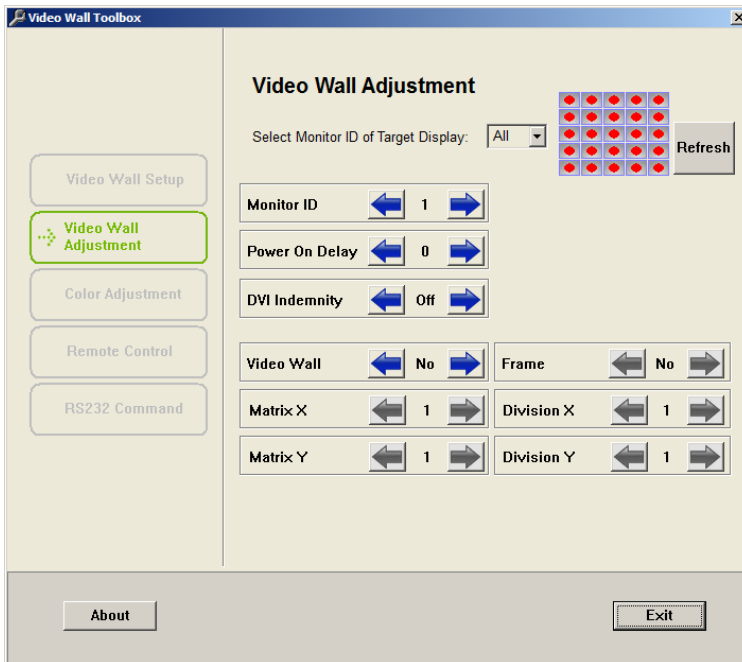 Video Wall Toolbox
Video Wall Adjustment
Select Monitor ID of Target Display: All
Refresh
Video Wall Setup
Video Wall
Adjustment
Color Adjustment
Remote Control
RS232 Command
Monitor ID 1
Power On Delay 0
DVI Indemnity Off
Video Wall No Frame No
Matrix X 1 Division X 1
Matrix Y 1 Division Y 1
About Exit